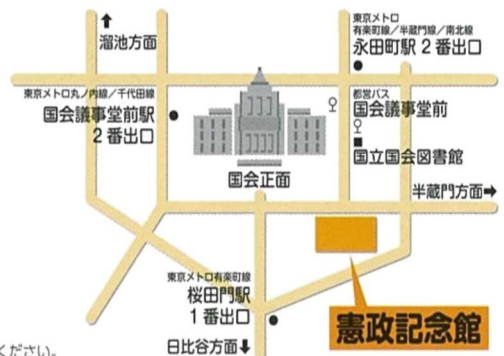 溜池方面
東京メトロ
有楽町線/半蔵門線/南北線
永田町駅 2番出口
東京メトロ丸ノ内線/千代田線
国会議事堂前駅
2番出口
都営バス
国会議事堂前
国立国会図書館
国会正面
半蔵門方面➡
東京メトロ有楽町線
桜田門駅
1番出口
日比谷方面⬇
憲政記念館
ください。